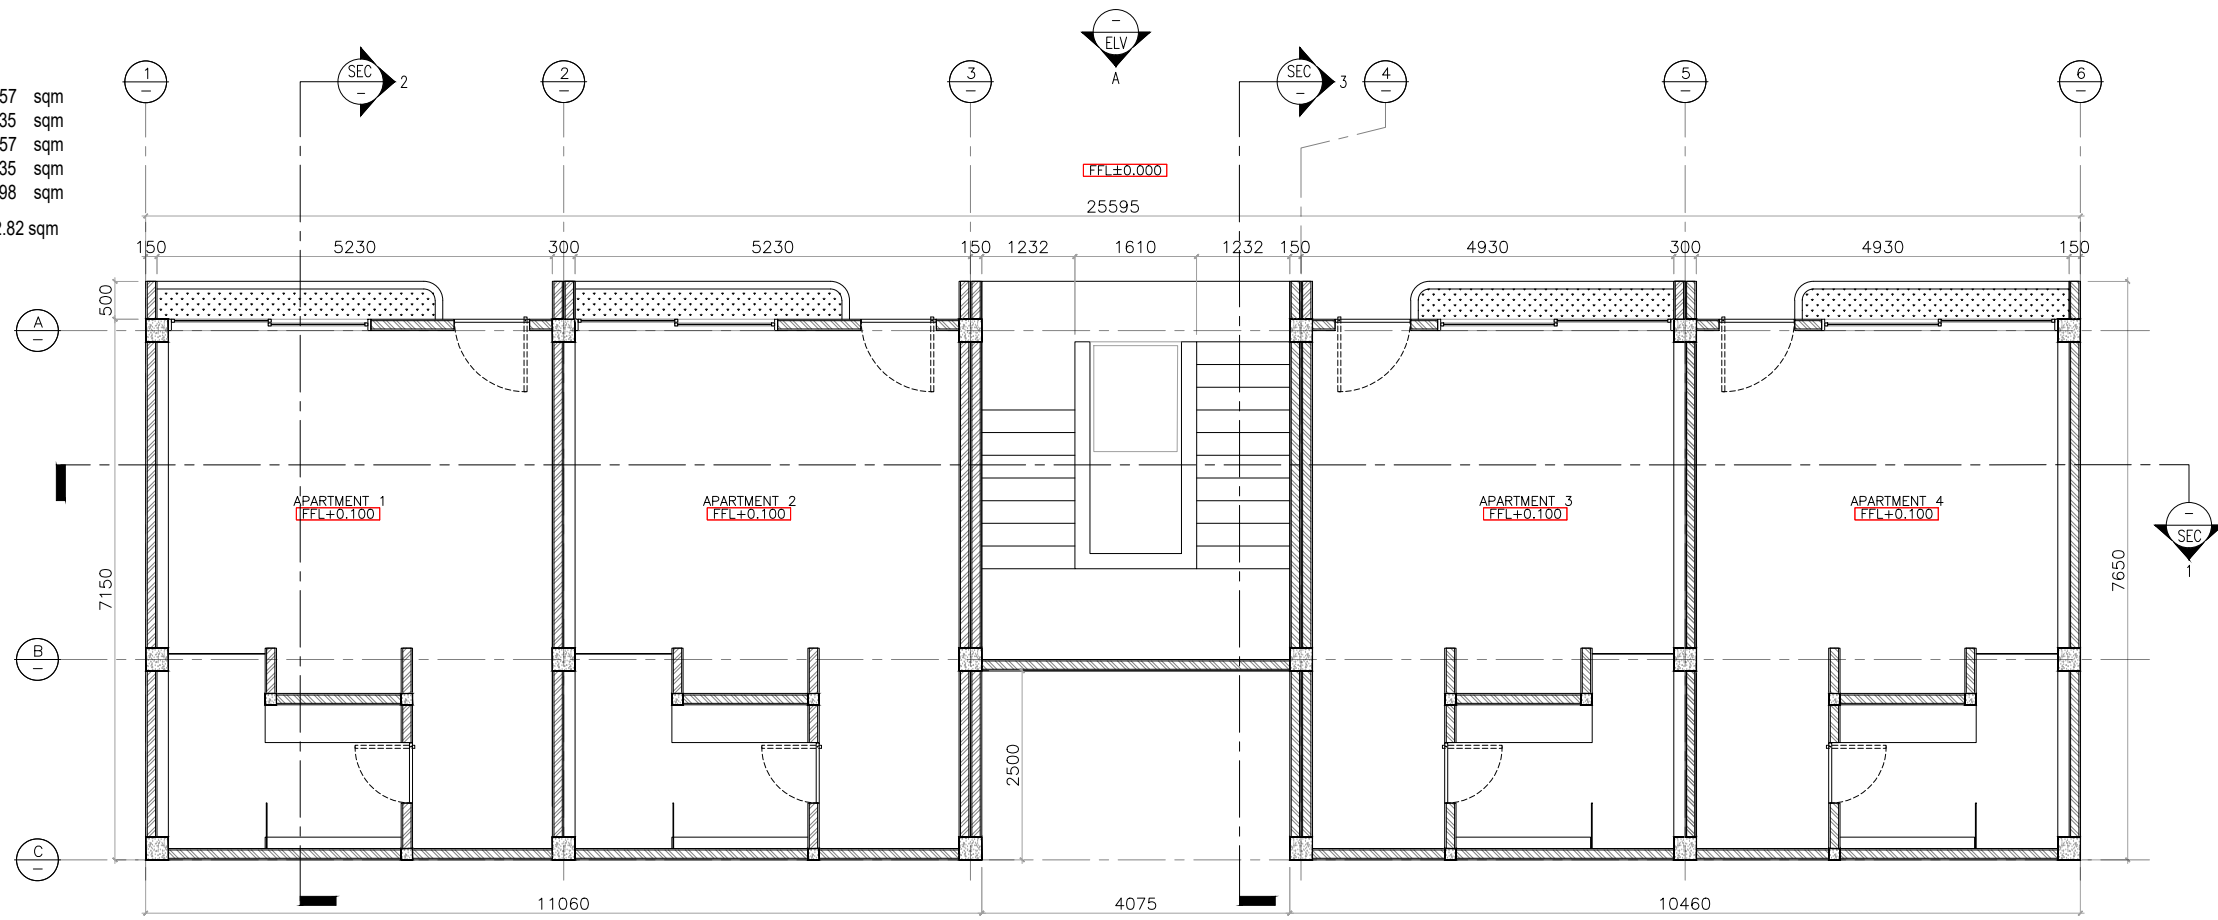 ELV
A
1
SEC
2
2
3
SEC
3
4
5
6
57 sqm
35 sqm
57 sqm
35 sqm
98 sqm
2.82 sqm
FFL±0.000
25595
150 5230 300 5230 150 1232 1610 1232 150 4930 300 4930 150
500
A
APARTMENT 1
FFL+0.100
APARTMENT 2
FFL+0.100
APARTMENT 3
FFL+0.100
APARTMENT 4
FFL+0.100
SEC
1
7150
7650
B
2500
C
11060 4075 10460